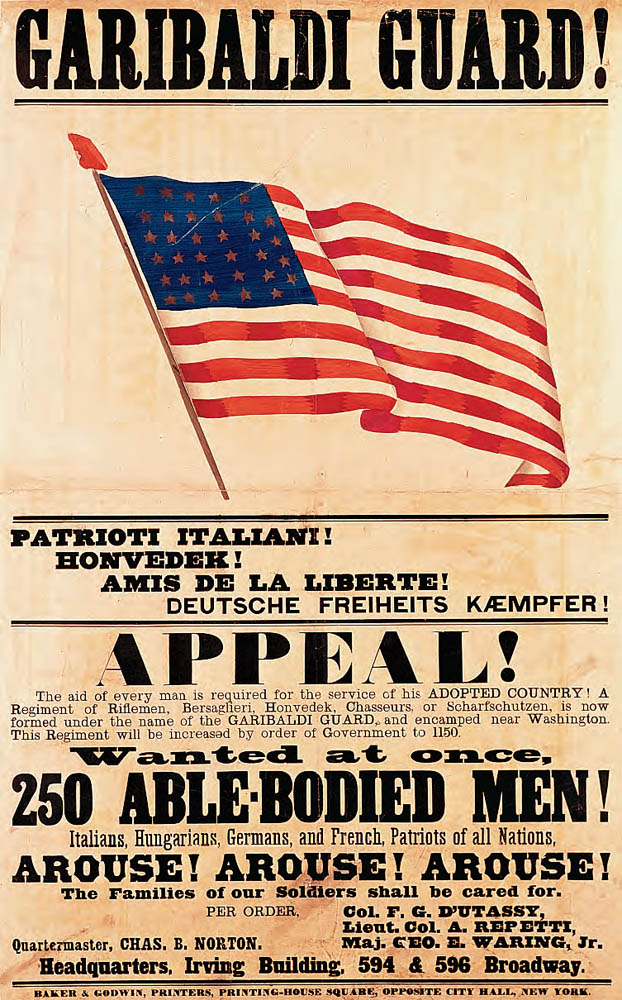 GARIBALDI GUARD!
PATRIOTI ITALIANI!
HONVEDEK!
AMIS DE LA LIBERTE!
DEUTSCHE FREIHEITS KÆMPFER!
APPEAL!
The aid of every man is required for the service of his ADOPTED COUNTRY! A
Regiment of Riflemen, Bersaglieri, Honvedek, Chasseurs, or Scharfschutzen, is now
formed under the name of the GARIBALDI GUARD, and encamped near Washington.
This Regiment will be increased by order of Government to 1150.
Wanted at once,
250 ABLE-BODIED MEN!
Italians, Hungarians, Germans, and French, Patriots of all Nations,
AROUSE! AROUSE! AROUSE!
The Families of our Soldiers shall be cared for.
PER ORDER,
Col. F. G. D'UTASSY,
Lieut. Col. A. REPETTI,
Quartermaster, CHAS. B. NORTON.
Maj. GEO. E. WARING, Jr.
Headquarters, Irving Building, 594 & 596 Broadway.
BAKER & GODWIN, PRINTERS, PRINTING-HOUSE SQUARE, OPPOSITE CITY HALL, NEW YORK.